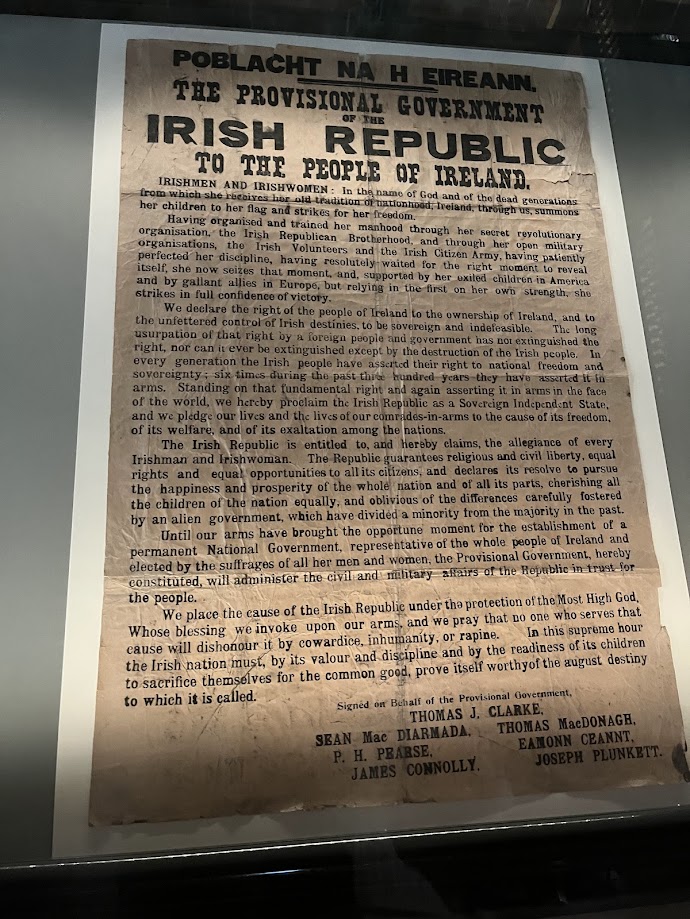 POBLACHT NA H EIREANN.
THE PROVISIONAL GOVERNMENT
OF THE
IRISH REPUBLIC
TO THE PEOPLE OF IRELAND.
IRISHMEN AND IRISHWOMEN: In the name of God and of the dead generations
from which she receives her old tradition of nationhood, Ireland, through us, summons
her children to her flag and strikes for her freedom.
Having organised and trained her manhood through her secret revolutionary
organisation, the Irish Republican Brotherhood, and through her open military
organisations, the Irish Volunteers and the Irish Citizen Army, having patiently
perfected her discipline, having resolutely waited for the right moment to reveal
itself, she now seizes that moment, and, supported by her exiled children in America
and by gallant allies in Europe, but relying in the first on her own strength, she
strikes in full confidence of victory.
We declare the right of the people of Ireland to the ownership of Ireland, and to
the unfettered control of Irish destinies, to be sovereign and indefeasible. The long
usurpation of that right by a foreign people and government has not extinguished the
right, nor can it ever be extinguished except by the destruction of the Irish people. In
every generation the Irish people have asserted their right to national freedom and
sovereignty; six times during the past three hundred years they have asserted it in
arms. Standing on that fundamental right and again asserting it in arms in the face
of the world, we hereby proclaim the Irish Republic as a Sovereign Independent State,
and we pledge our lives and the lives of our comrades-in-arms to the cause of its freedom,
of its welfare, and of its exaltation among the nations.
The Irish Republic is entitled to, and hereby claims, the allegiance of every
Irishman and Irishwoman. The Republic guarantees religious and civil liberty, equal
rights and equal opportunities to all its citizens, and declares its resolve to pursue
the happiness and prosperity of the whole nation and of all its parts, cherishing all
the children of the nation equally, and oblivious of the differences carefully fostered
by an alien government, which have divided a minority from the majority in the past.
Until our arms have brought the opportune moment for the establishment of a
permanent National Government, representative of the whole people of Ireland and
elected by the suffrages of all her men and women, the Provisional Government, hereby
constituted, will administer the civil and military affairs of the Republic in trust for
the people.
We place the cause of the Irish Republic under the protection of the Most High God,
Whose blessing we invoke upon our arms, and we pray that no one who serves that
cause will dishonour it by cowardice, inhumanity, or rapine. In this supreme hour
the Irish nation must, by its valour and discipline and by the readiness of its children
to sacrifice themselves for the common good, prove itself worthy of the august destiny
to which it is called.
Signed on Behalf of the Provisional Government,
THOMAS J. CLARKE,
SEAN Mac DIARMADA, THOMAS MacDONAGH,
P. H. PEARSE, EAMONN CEANNT,
JAMES CONNOLLY. JOSEPH PLUNKETT.